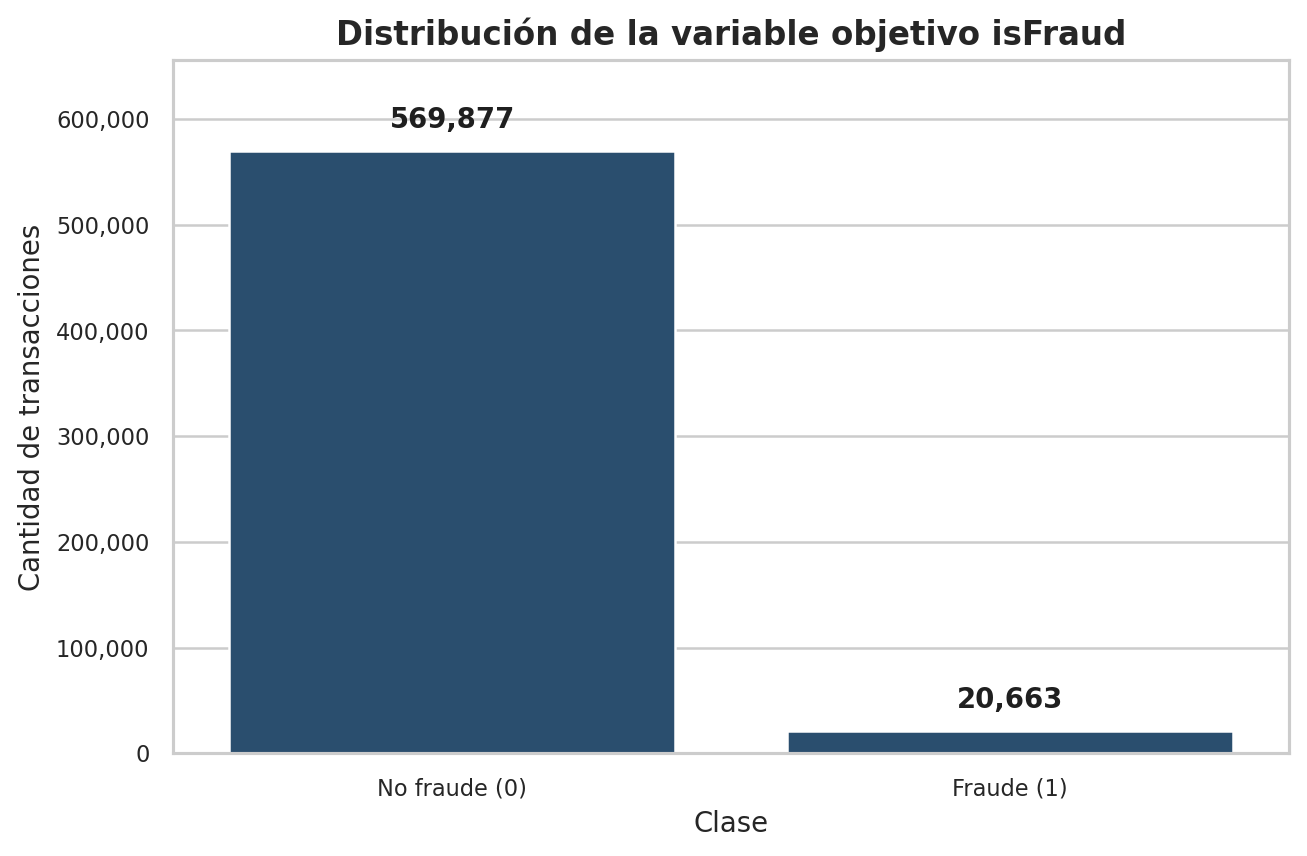 Distribución de la variable objetivo isFraud
600,000
500,000
400,000
300,000
200,000
100,000
0
Cantidad de transacciones
569,877
20,663
No fraude (0)
Fraude (1)
Clase